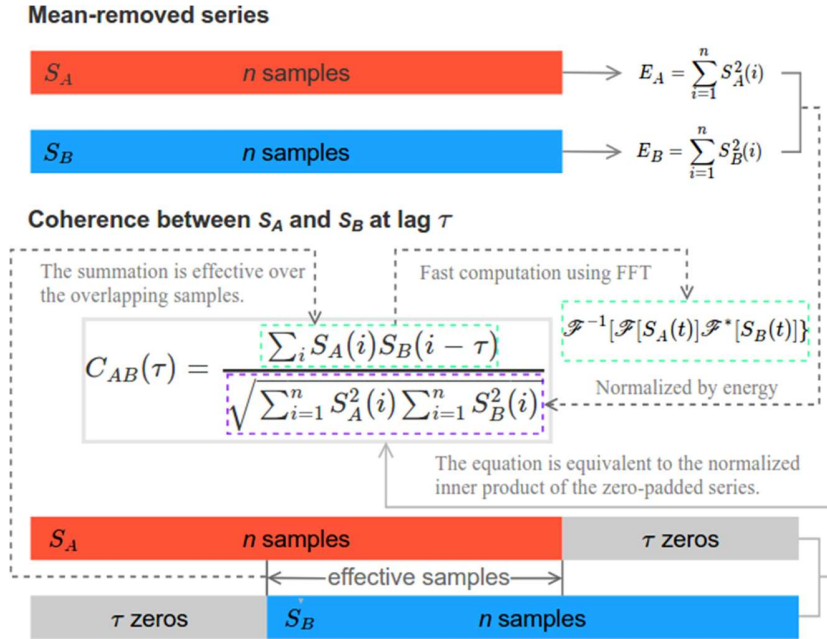 Mean-removed series
S_A n samples E_A = \sum_{i=1}^{n} S_A^2(i)
S_B n samples E_B = \sum_{i=1}^{n} S_B^2(i)
Coherence between S_A and S_B at lag τ
The summation is effective over
the overlapping samples.
Fast computation using FFT
C_{AB}(τ) = \frac{\sum_i S_A(i)S_B(i − τ)}{\sqrt{\sum_{i=1}^{n} S_A^2(i) \sum_{i=1}^{n} S_B^2(i)}}
ℱ^{−1}[ℱ[S_A(t)]ℱ^*[S_B(t)]}
Normalized by energy
The equation is equivalent to the normalized
inner product of the zero-padded series.
S_A n samples τ zeros
effective samples
τ zeros S_B n samples